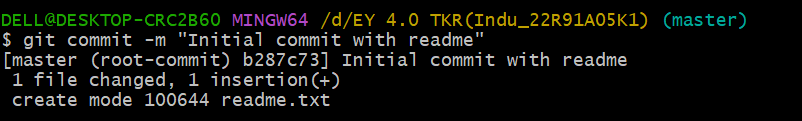 DELL@DESKTOP-CRC2B60 MINGW64 /d/EY 4.0 TKR(Indu_22R91A05K1) (master)
$ git commit -m "Initial commit with readme"
[master (root-commit) b287c73] Initial commit with readme
 1 file changed, 1 insertion(+)
 create mode 100644 readme.txt